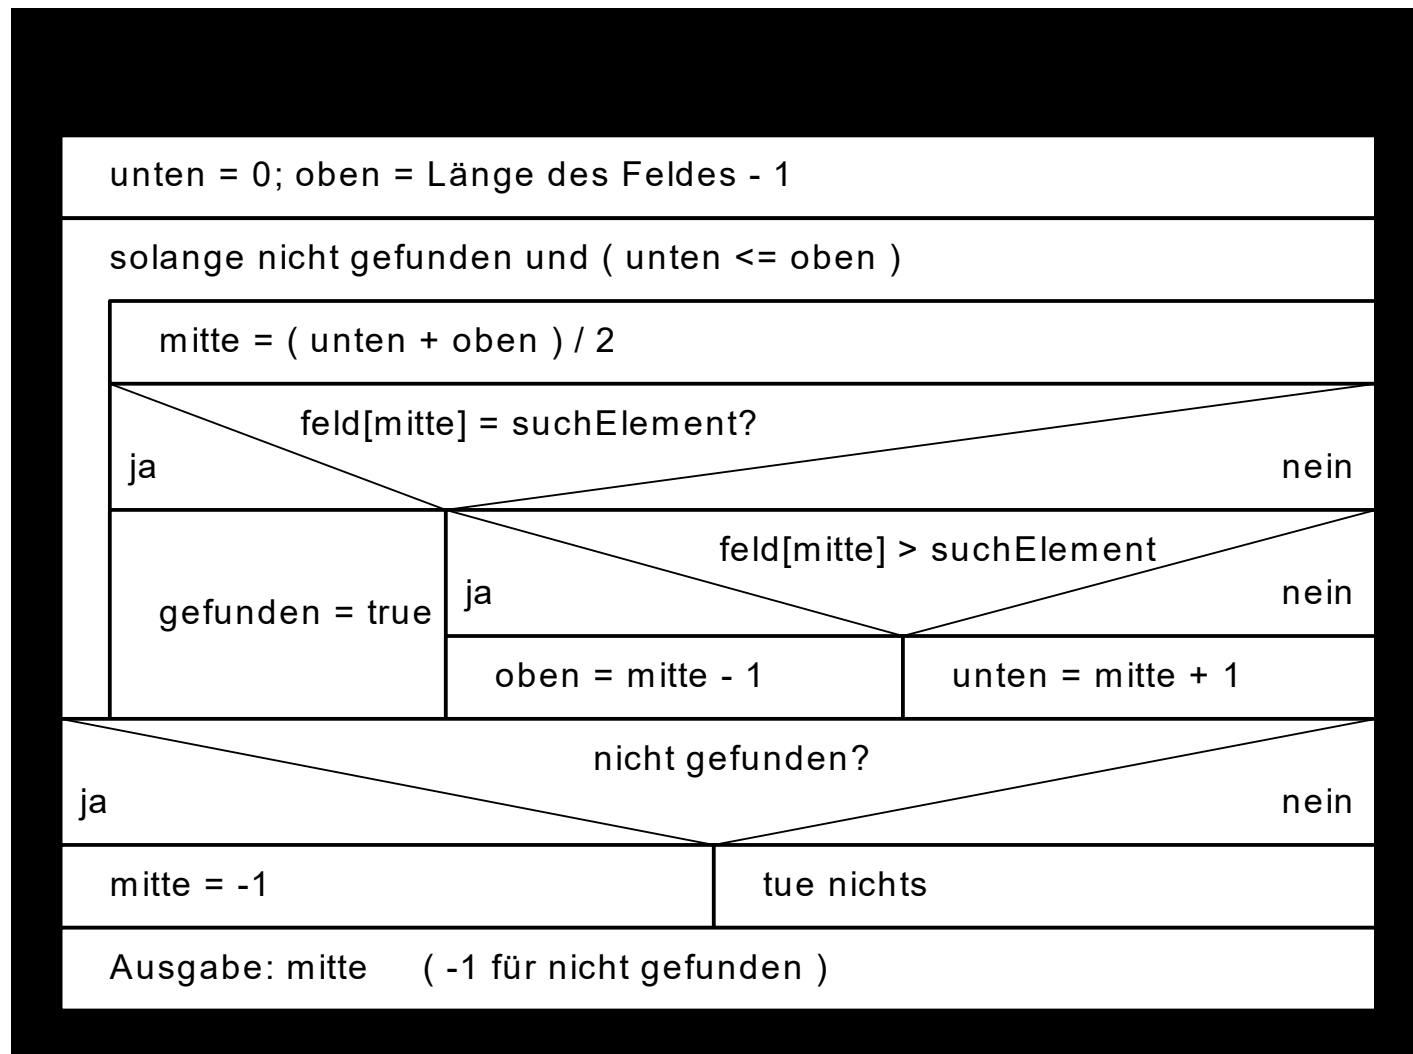 unten = 0; oben = Länge des Feldes - 1
solange nicht gefunden und ( unten <= oben )
mitte = ( unten + oben ) / 2
feld[mitte] = suchElement?
ja
nein
gefunden = true
feld[mitte] > suchElement
ja
nein
oben = mitte - 1
unten = mitte + 1
nicht gefunden?
ja
nein
mitte = -1
tue nichts
Ausgabe: mitte ( -1 für nicht gefunden )